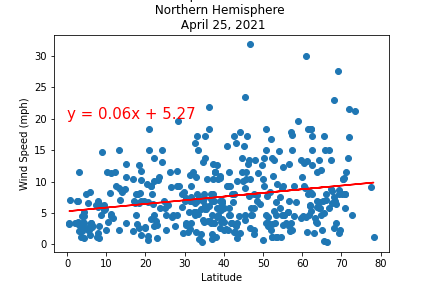 Northern Hemisphere
April 25, 2021
30
25
20
15
10
5
0
Wind Speed (mph)
y = 0.06x + 5.27
0 10 20 30 40 50 60 70 80
Latitude